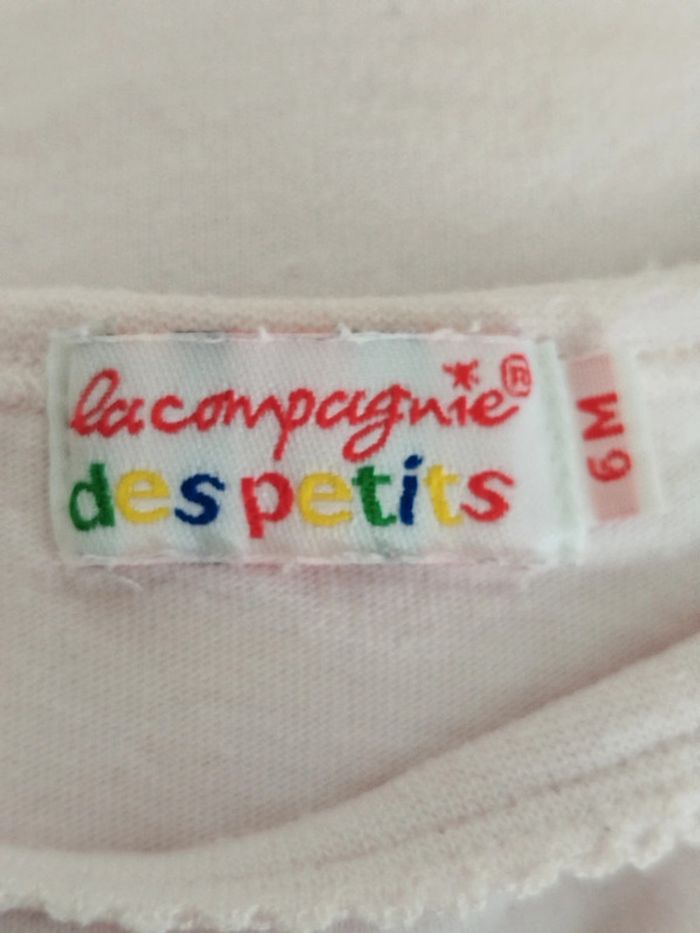 lacompagnie®
des petits
6M